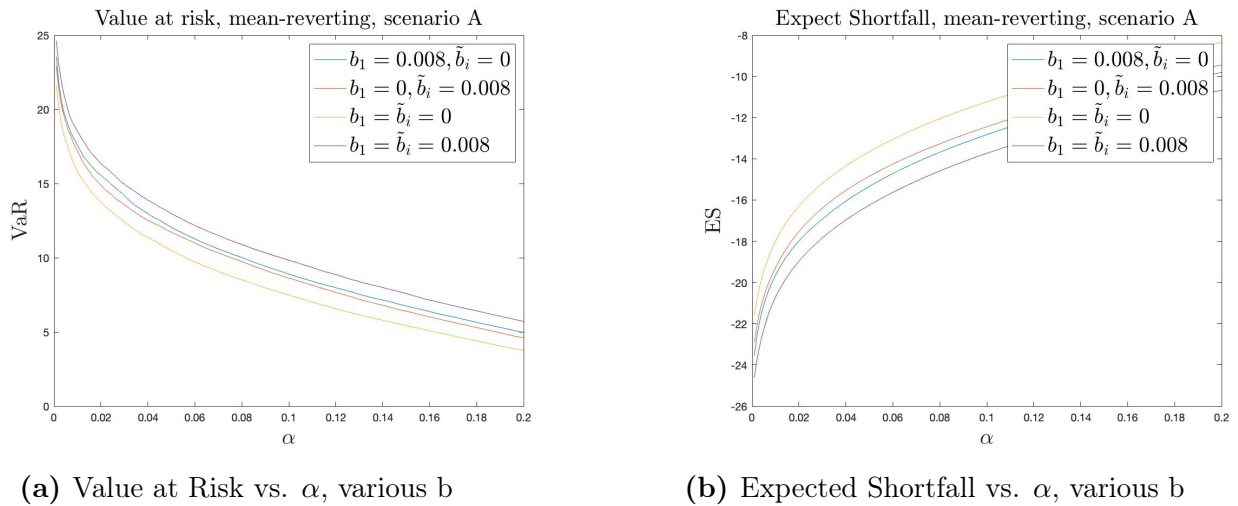 Value at risk, mean-reverting, scenario A
25
20
15
10
5
0
VaR
b₁ = 0.008, b̃ᵢ = 0
b₁ = 0, b̃ᵢ = 0.008
b₁ = b̃ᵢ = 0
b₁ = b̃ᵢ = 0.008
0 0.02 0.04 0.06 0.08 0.1 0.12 0.14 0.16 0.18 0.2
α
(a) Value at Risk vs. α, various b
Expect Shortfall, mean-reverting, scenario A
-8
-10
-12
-14
-16
-18
-20
-22
-24
-26
ES
b₁ = 0.008, b̃ᵢ = 0
b₁ = 0, b̃ᵢ = 0.008
b₁ = b̃ᵢ = 0
b₁ = b̃ᵢ = 0.008
0 0.02 0.04 0.06 0.08 0.1 0.12 0.14 0.16 0.18 0.2
α
(b) Expected Shortfall vs. α, various b